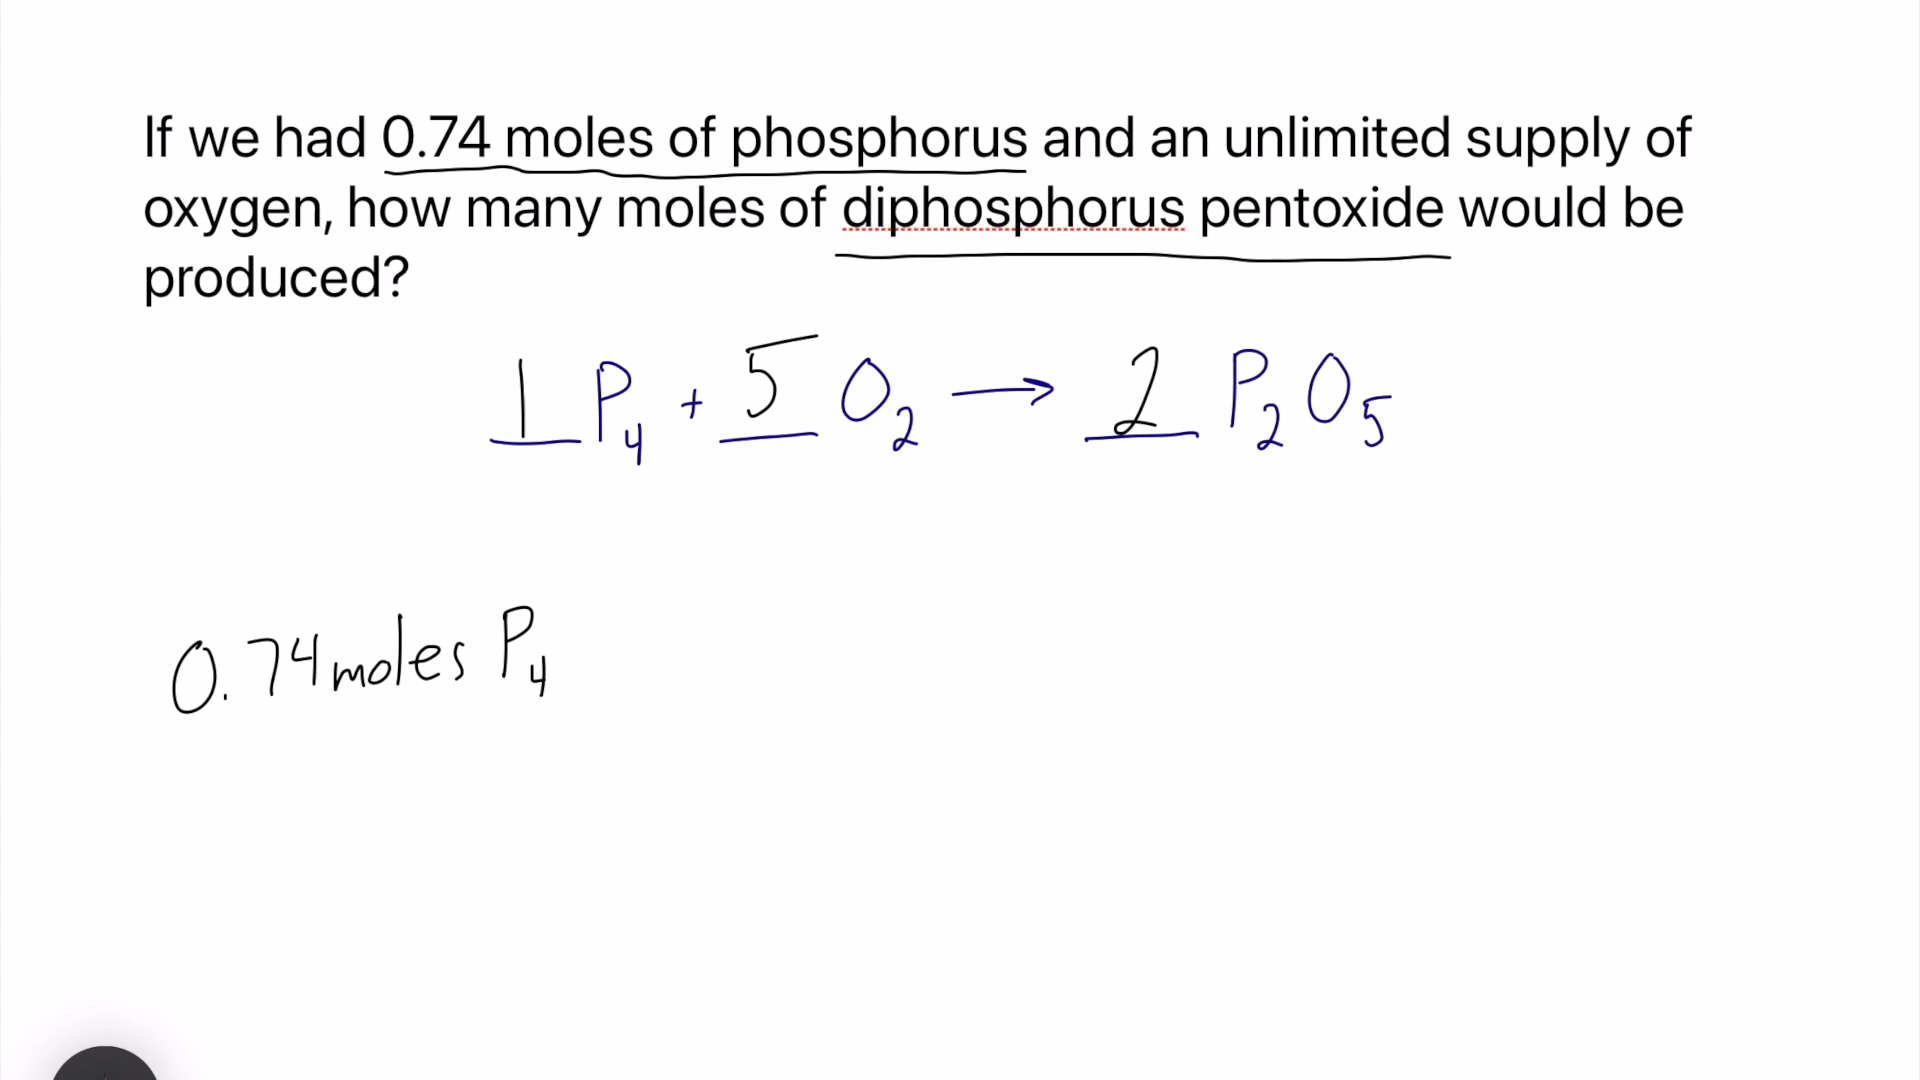 If we had 0.74 moles of phosphorus and an unlimited supply of
oxygen, how many moles of diphosphorus pentoxide would be
produced?
1 P₄ + 5 O₂ → 2 P₂O₅
0.74 moles P₄